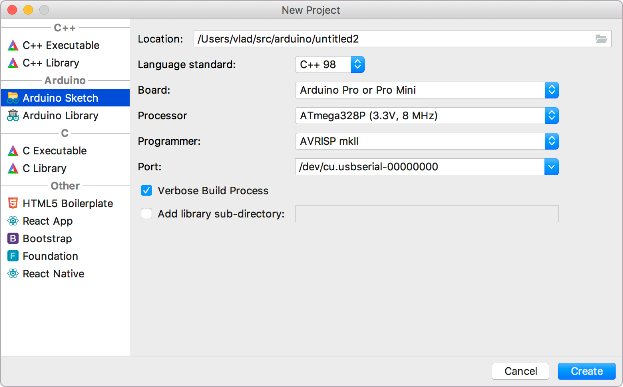 New Project
C++
C++ Executable
C++ Library
Arduino
Arduino Sketch
Arduino Library
C
C Executable
C Library
Other
HTML5 Boilerplate
React App
Bootstrap
Foundation
React Native
Location: /Users/vlad/src/arduino/untitled2
Language standard: C++ 98
Board: Arduino Pro or Pro Mini
Processor ATmega328P (3.3V, 8 MHz)
Programmer: AVRISP mkII
Port: /dev/cu.usbserial-00000000
Verbose Build Process
Add library sub-directory:
Cancel Create